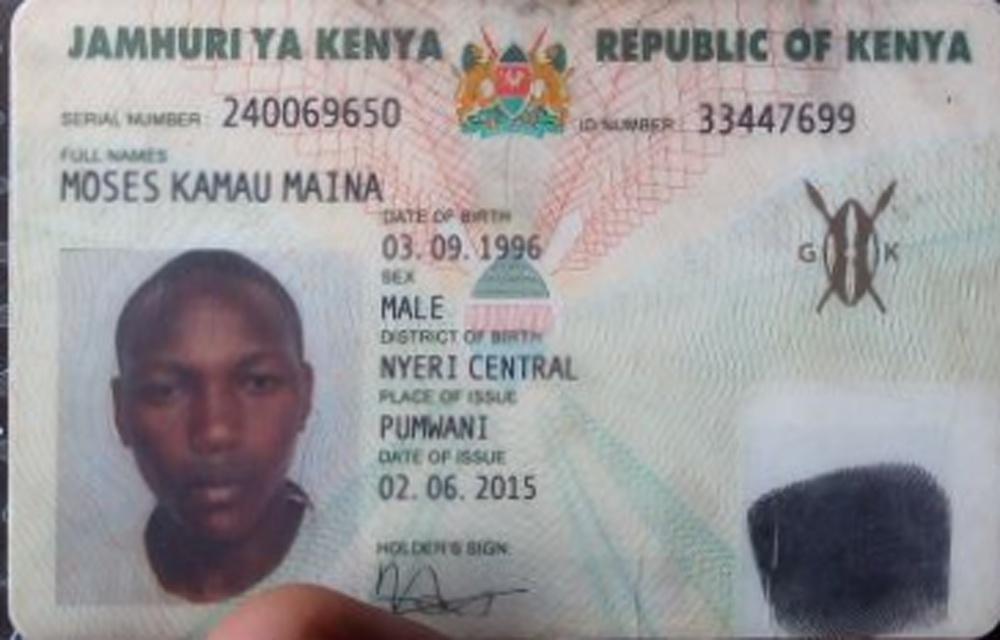 JAMHURI YA KENYA REPUBLIC OF KENYA
SERIAL NUMBER: 240069650 ID NUMBER: 33447699
FULL NAMES
MOSES KAMAU MAINA
DATE OF BIRTH
03. 09. 1996
SEX
MALE
DISTRICT OF BIRTH
NYERI CENTRAL
PLACE OF ISSUE
PUMWANI
DATE OF ISSUE
02. 06. 2015
HOLDER'S SIGN.
G K